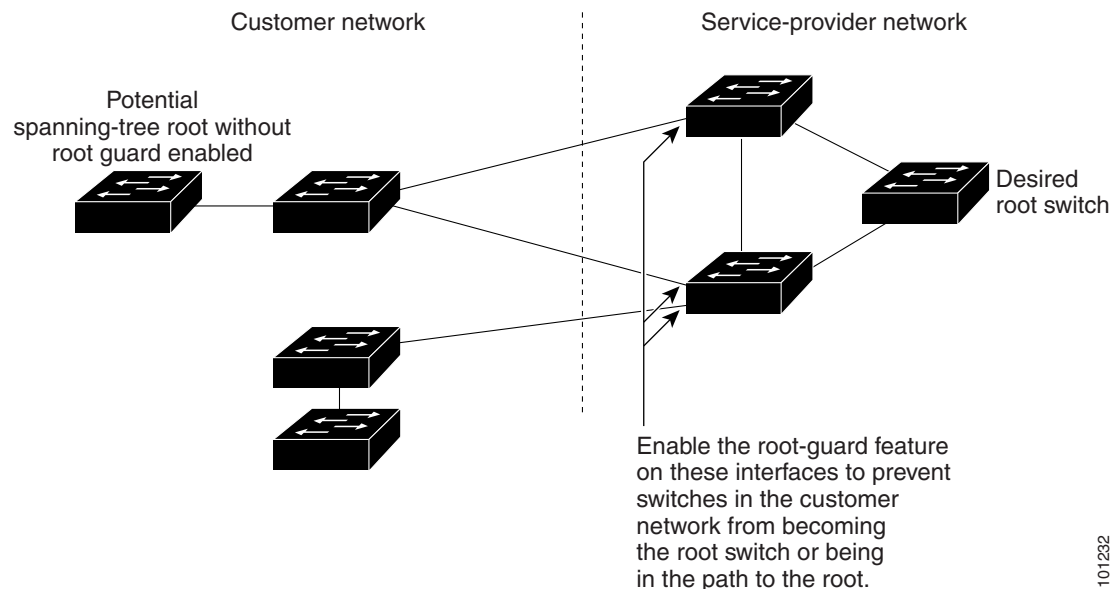 Customer network
Service-provider network
Potential
spanning-tree root without
root guard enabled
Desired
root switch
Enable the root-guard feature
on these interfaces to prevent
switches in the customer
network from becoming
the root switch or being
in the path to the root.
101232